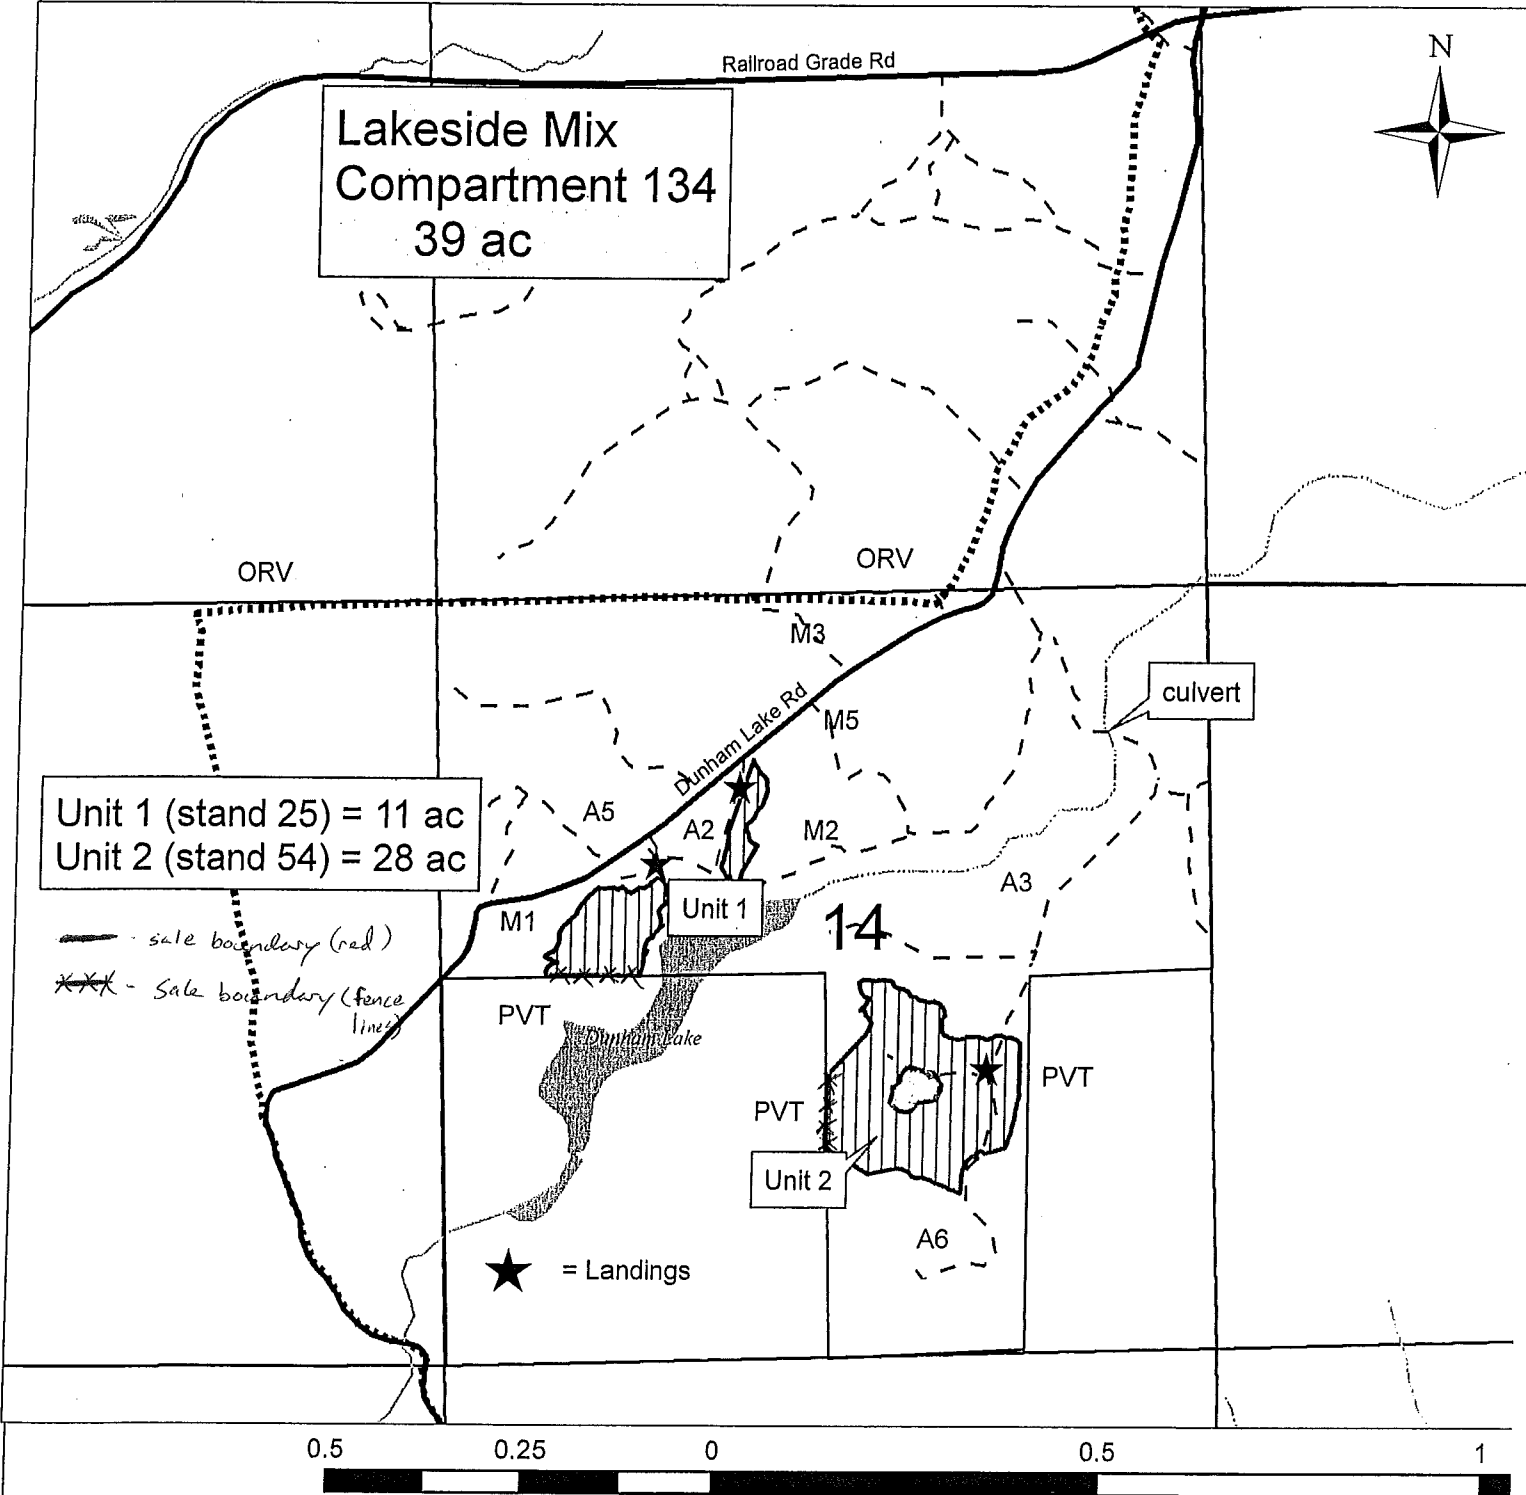 N
Railroad Grade Rd
Lakeside Mix
Compartment 134
39 ac
ORV
ORV
M3
culvert
M5
Dunham Lake Rd
Unit 1 (stand 25) = 11 ac
Unit 2 (stand 54) = 28 ac
A5
A2
M2
A3
Unit 1
M1
14
- sale boundary (red)
XXX - Sale boundary (fence
lines)
PVT
Dunham Lake
PVT
PVT
Unit 2
A6
★ = Landings
0.5 0.25 0 0.5 1